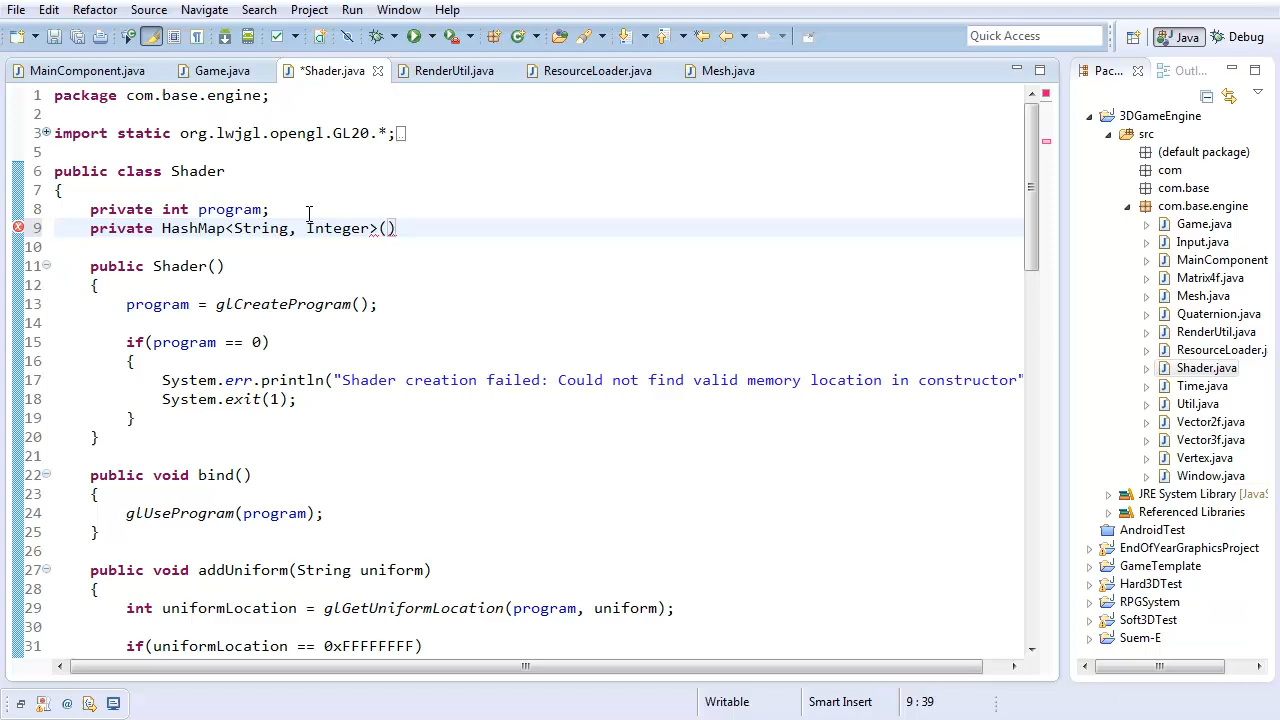 File Edit Refactor Source Navigate Search Project Run Window Help
Quick Access Java Debug
MainComponent.java Game.java *Shader.java RenderUtil.java ResourceLoader.java Mesh.java
1 package com.base.engine;
2
3 import static org.lwjgl.opengl.GL20.*;
5
6 public class Shader
7 {
8 private int program;
9 private HashMap<String, Integer>()
10
11 public Shader()
12 {
13 program = glCreateProgram();
14
15 if(program == 0)
16 {
17 System.err.println("Shader creation failed: Could not find valid memory location in constructor"
18 System.exit(1);
19 }
20 }
21
22 public void bind()
23 {
24 glUseProgram(program);
25 }
26
27 public void addUniform(String uniform)
28 {
29 int uniformLocation = glGetUniformLocation(program, uniform);
30
31 if(uniformLocation == 0xFFFFFFFF)
Pac... Outl...
3DGameEngine
src
(default package)
com
com.base
com.base.engine
Game.java
Input.java
MainComponent
Matrix4f.java
Mesh.java
Quaternion.java
RenderUtil.java
ResourceLoader.j
Shader.java
Time.java
Util.java
Vector2f.java
Vector3f.java
Vertex.java
Window.java
JRE System Library [JavaS
Referenced Libraries
AndroidTest
EndOfYearGraphicsProject
GameTemplate
Hard3DTest
RPGSystem
Soft3DTest
Suem-E
Writable Smart Insert 9 : 39